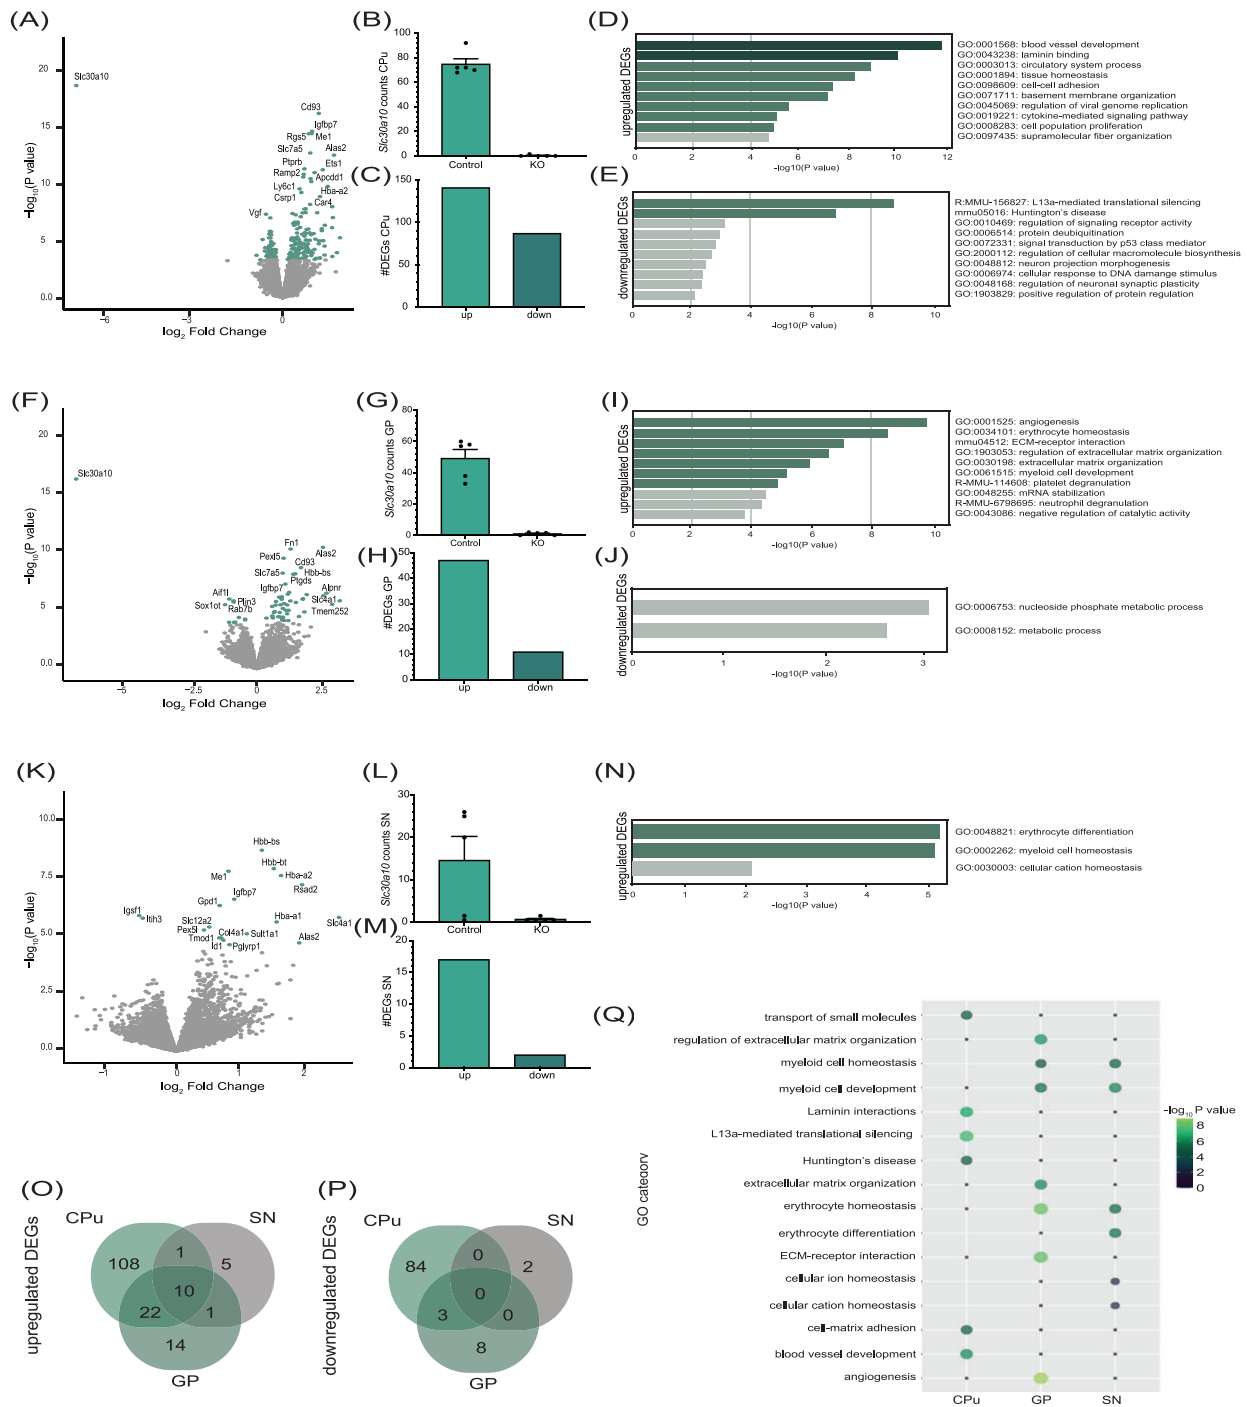 (A)
20
15
10
5
0.0
-log10(P value)
-6
-3
0
log2 Fold Change
Slc30a10
Cd93
Igfbp7
Rgs5
Me1
Slc7a5
Alas2
Ptprb
Ets1
Ramp2
Apcdd1
Ly6c1
Hba-a2
Csrp1
Car4
Vgf
(B)
Slc30a10 counts CPu
100
80
60
40
20
0
Control
KO
(C)
#DEGs CPu
150
100
50
0
up
down
(D)
upregulated DEGs
0
2
4
6
8
10
12
-log10(P value)
GO:0001568: blood vessel development
GO:0043238: laminin binding
GO:0003013: circulatory system process
GO:0001894: tissue homeostasis
GO:0098609: cell-cell adhesion
GO:0071711: basement membrane organization
GO:0045069: regulation of viral genome replication
GO:0019221: cytokine-mediated signaling pathway
GO:0008283: cell population proliferation
GO:0097435: supramolecular fiber organization
(E)
downregulated DEGs
0
2
4
6
8
10
-log10(P value)
R:MMU-156827: L13a-mediated translational silencing
mmu05016: Huntington's disease
GO:0010469: regulation of signaling receptor activity
GO:0006514: protein deubiquitination
GO:0072331: signal transduction by p53 class mediator
GO:2000112: regulation of cellular macromolecule biosynthesis
GO:0048812: neuron projection morphogenesis
GO:0006974: cellular response to DNA damage stimulus
GO:0048168: regulation of neuronal synaptic plasticity
GO:1903829: positive regulation of protein regulation
(F)
20
15
10
5
0.0
-log10(P value)
-5
-2.5
0
2.5
log2 Fold Change
Slc30a10
Fn1
Pexl5
Alas2
Cd93
Slc7a5
Hbb-bs
Ptgds
Igfbp7
Alpnr
Aif1l
Plin3
Slc4a1
Sox1ot
Rab7b
Tmem252
(G)
Slc30a10 counts GP
80
60
40
20
0
Control
KO
(H)
#DEGs GP
50
40
30
20
10
0
up
down
(I)
upregulated DEGs
0
2
4
6
8
10
-log10(P value)
GO:0001525: angiogenesis
GO:0034101: erythrocyte homeostasis
mmu04512: ECM-receptor interaction
GO:1903053: regulation of extracellular matrix organization
GO:0030198: extracellular matrix organization
GO:0061515: myeloid cell development
R-MMU-114608: platelet degranulation
GO:0048255: mRNA stabilization
R-MMU-6798695: neutrophil degranulation
GO:0043086: negative regulation of catalytic activity
(J)
downregulated DEGs
0
1
2
3
-log10(P value)
GO:0006753: nucleoside phosphate metabolic process
GO:0008152: metabolic process
(K)
10.0
7.5
5.0
2.5
0.0
-log10(P value)
-1
0
1
2
log2 Fold Change
Hbb-bs
Hbb-bt
Me1
Hba-a2
Igfbp7
Rsad2
Gpd1
Igsf1
Itih3
Slc12a2
Hba-a1
Slc4a1
Pex5l
Col4a1
Sult1a1
Tmod1
Alas2
Id1
Pglyrp1
(L)
Slc30a10 counts SN
40
30
20
10
0
Control
KO
(M)
#DEGs SN
20
15
10
5
0
up
down
(N)
upregulated DEGs
0
1
2
3
4
5
-log10(P value)
GO:0048821: erythrocyte differentiation
GO:0002262: myeloid cell homeostasis
GO:0030003: cellular cation homeostasis
(O)
upregulated DEGs
CPu
SN
GP
108
1
5
10
22
1
14
(P)
downregulated DEGs
CPu
SN
GP
84
0
2
0
3
0
8
(Q)
GO category
transport of small molecules
regulation of extracellular matrix organization
myeloid cell homeostasis
myeloid cell development
Laminin interactions
L13a-mediated translational silencing
Huntington's disease
extracellular matrix organization
erythrocyte homeostasis
erythrocyte differentiation
ECM-receptor interaction
cellular ion homeostasis
cellular cation homeostasis
cell-matrix adhesion
blood vessel development
angiogenesis
CPu
GP
SN
-log10 P value
8
6
4
2
0